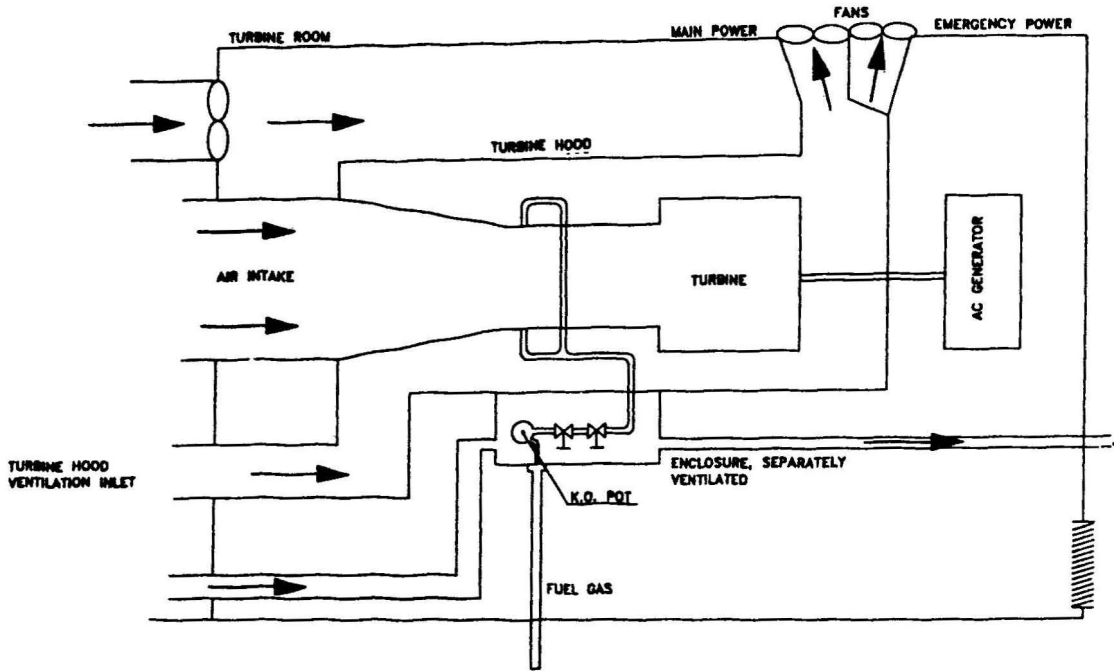 FANS
TURBINE ROOM
MAIN POWER
EMERGENCY POWER
TURBINE HOOD
AIR INTAKE
TURBINE
AC GENERATOR
TURBINE HOOD
VENTILATION INLET
ENCLOSURE, SEPARATELY
VENTILATED
K.O. POT
FUEL GAS